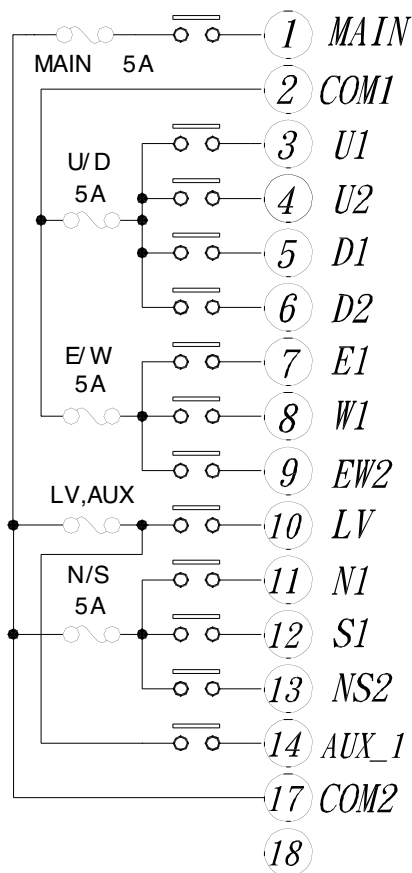 1 MAIN
MAIN 5A
2 COM1
3 U1
U/D
5A
4 U2
5 D1
6 D2
E/W
5A
7 E1
8 W1
9 EW2
LV,AUX
10 LV
N/S
5A
11 N1
12 S1
13 NS2
14 AUX_1
17 COM2
18